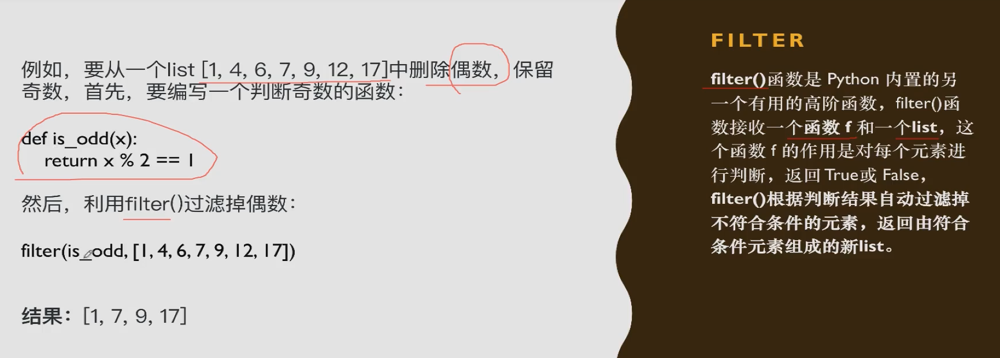 例如，要从一个list [1, 4, 6, 7, 9, 12, 17]中删除偶数，保留
奇数，首先，要编写一个判断奇数的函数：
def is_odd(x):
    return x % 2 == 1
然后，利用filter()过滤掉偶数：
filter(is_odd, [1, 4, 6, 7, 9, 12, 17])
结果：[1, 7, 9, 17]
FILTER
filter()函数是 Python 内置的另
一个有用的高阶函数，filter()函
数接收一个函数 f 和一个list，这
个函数 f 的作用是对每个元素进
行判断，返回 True或 False，
filter()根据判断结果自动过滤掉
不符合条件的元素，返回由符合
条件元素组成的新list。